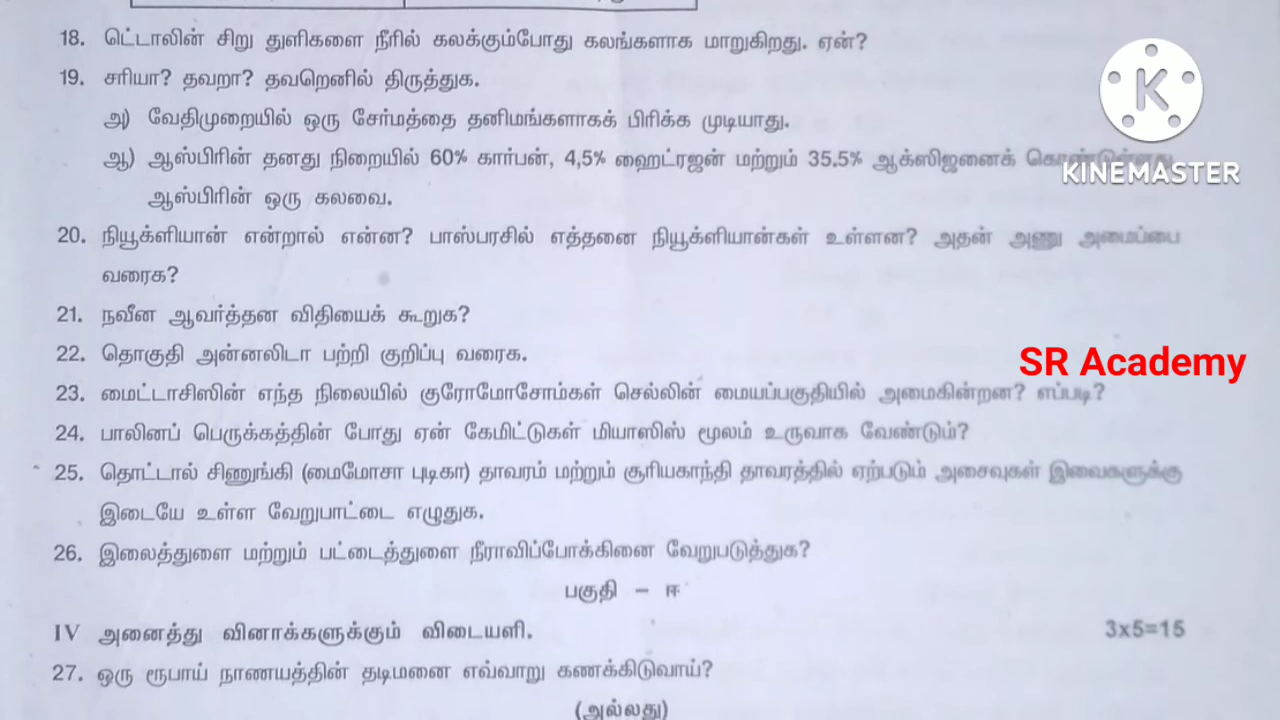 18. டெட்டாலின் சிறு துளிகளை நீரில் கலக்கும்போது கலங்களாக மாறுகிறது. ஏன்?
19. சரியா? தவறா? தவறெனில் திருத்துக.
அ) வேதிமுறையில் ஒரு சேர்மத்தை தனிமங்களாகக் பிரிக்க முடியாது.
ஆ) ஆஸ்பிரின் தனது நிறையில் 60% கார்பன், 4,5% ஹைட்ரஜன் மற்றும் 35.5% ஆக்ஸிஜனைக்
KINEMASTER
ஆஸ்பிரின் ஒரு கலவை.
20. நியூக்ளியான் என்றால் என்ன? பாஸ்பரசில் எத்தனை நியூக்ளியான்கள் உள்ளன? அதன் அணு அமைப்பை
வரைக?
21. நவீன ஆவர்த்தன விதியைக் கூறுக?
22. தொகுதி அன்னலிடா பற்றி குறிப்பு வரைக.
SR Academy
23. மைட்டாசிஸின் எந்த நிலையில் குரோமோசோம்கள் செல்லின் மையப்பகுதியில் அமைகின்றன? எப்படி?
24. பாலினப் பெருக்கத்தின் போது ஏன் கேமிட்டுகள் மியாஸிஸ் மூலம் உருவாக வேண்டும்?
25. தொட்டால் சிணுங்கி (மைமோசா புடிகா) தாவரம் மற்றும் சூரியகாந்தி தாவரத்தில் ஏற்படும் அசைவுகள் இவைகளுக்கு
இடையே உள்ள வேறுபாட்டை எழுதுக.
26. இலைத்துளை மற்றும் பட்டைத்துளை நீராவிப்போக்கினை வேறுபடுத்துக?
பகுதி – ஈ
IV அனைத்து வினாக்களுக்கும் விடையளி. 3x5=15
27. ஒரு ரூபாய் நாணயத்தின் தடிமனை எவ்வாறு கணக்கிடுவாய்?
(அல்லது)